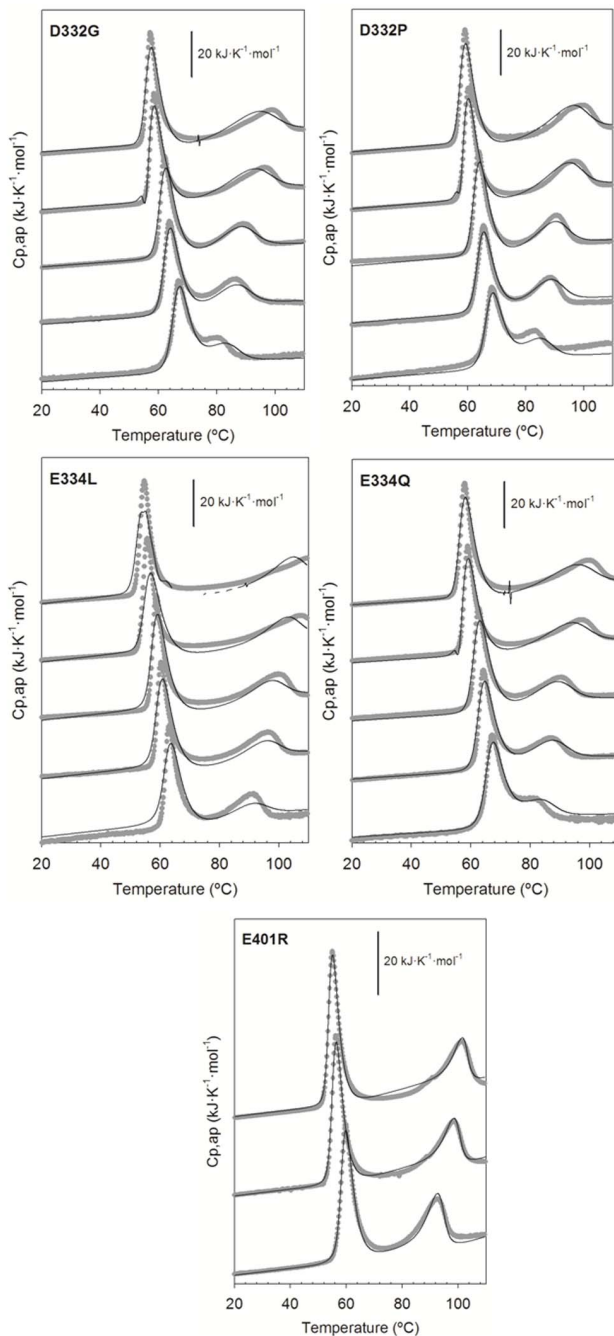 D332G
20 kJ·K⁻¹·mol⁻¹
Cp,ap (kJ·K⁻¹·mol⁻¹)
20 40 60 80 100
Temperature (ºC)
D332P
20 kJ·K⁻¹·mol⁻¹
Cp,ap (kJ·K⁻¹·mol⁻¹)
20 40 60 80 100
Temperature (ºC)
E334L
20 kJ·K⁻¹·mol⁻¹
Cp,ap (kJ·K⁻¹·mol⁻¹)
20 40 60 80 100
Temperature (ºC)
E334Q
20 kJ·K⁻¹·mol⁻¹
Cp,ap (kJ·K⁻¹·mol⁻¹)
20 40 60 80 100
Temperature (ºC)
E401R
20 kJ·K⁻¹·mol⁻¹
Cp,ap (kJ·K⁻¹·mol⁻¹)
20 40 60 80 100
Temperature (ºC)